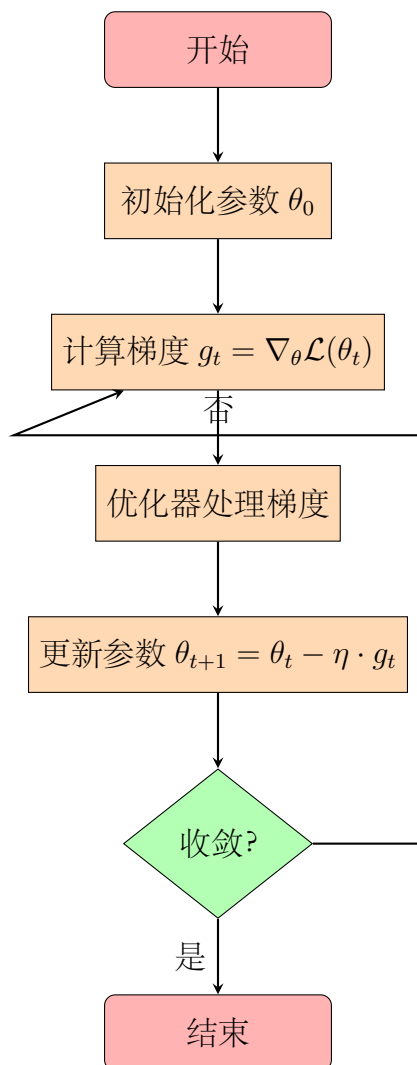 开始
初始化参数 θ₀
计算梯度 gₜ = ∇_θ 𝓛(θₜ)
否
优化器处理梯度
更新参数 θₜ₊₁ = θₜ − η · gₜ
收敛?
是
结束